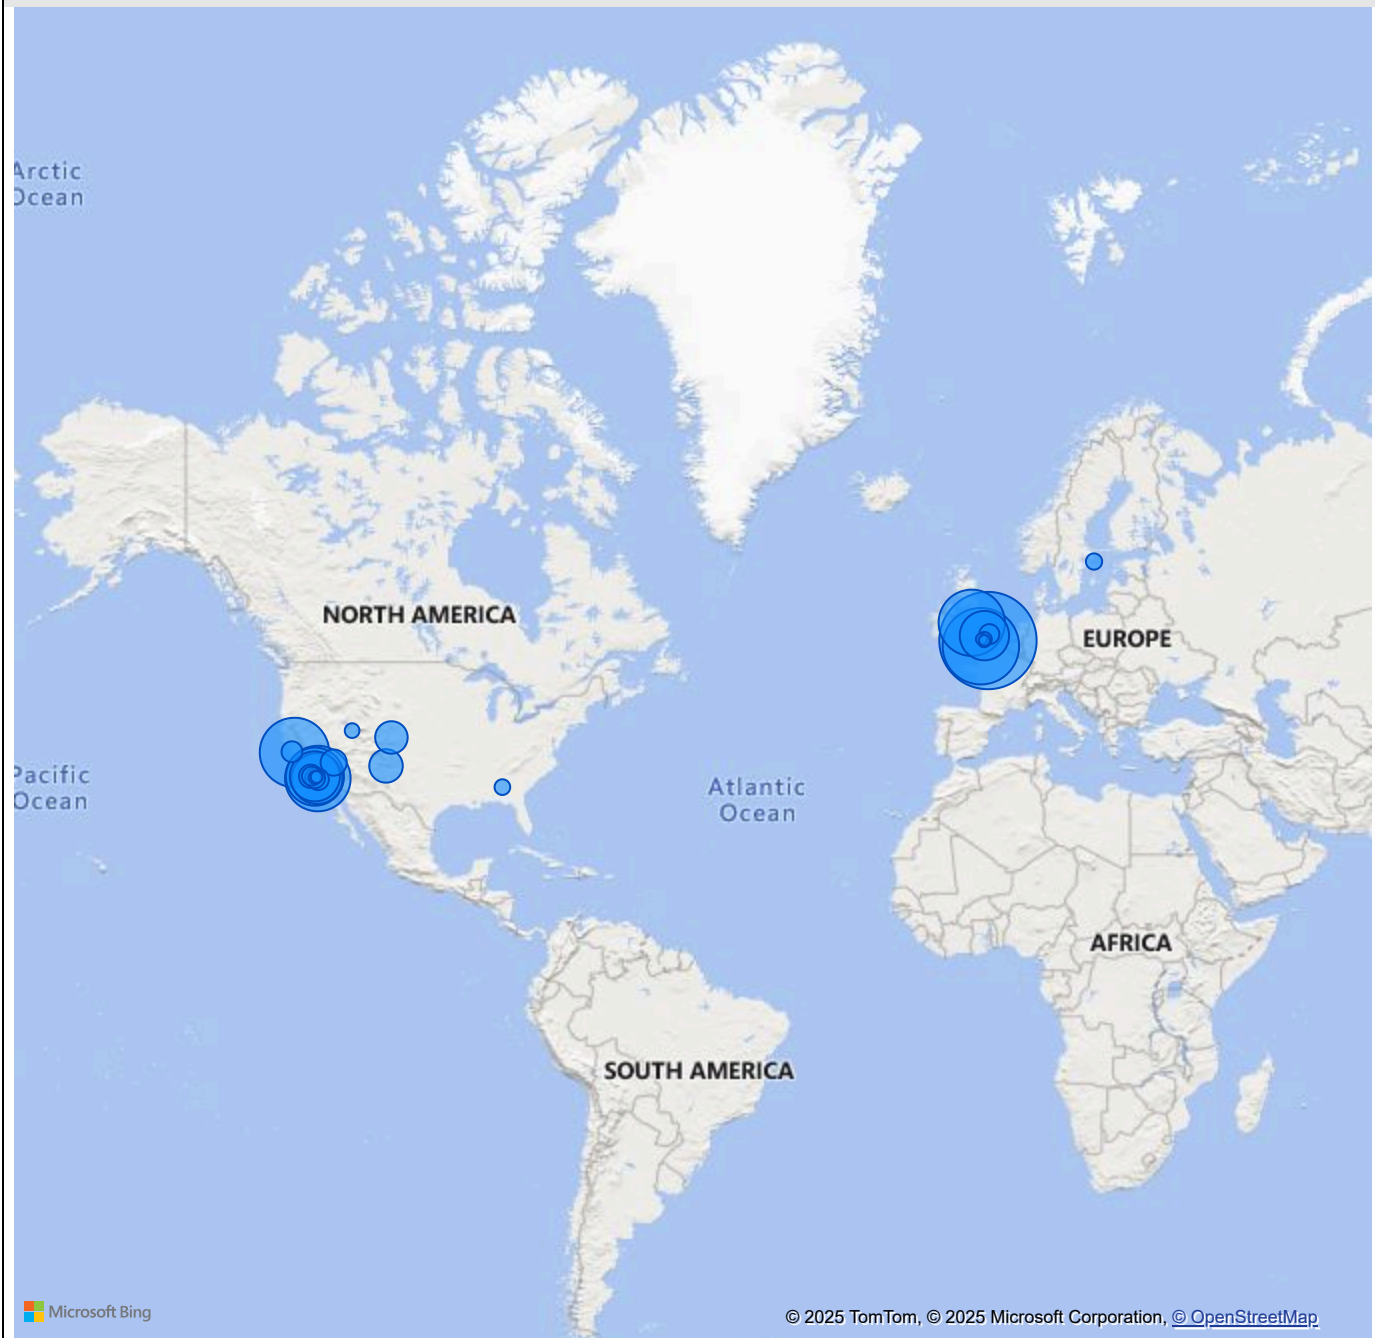 Arctic
Ocean
NORTH AMERICA
EUROPE
Pacific
Ocean
Atlantic
Ocean
AFRICA
SOUTH AMERICA
Microsoft Bing
© 2025 TomTom, © 2025 Microsoft Corporation, © OpenStreetMap